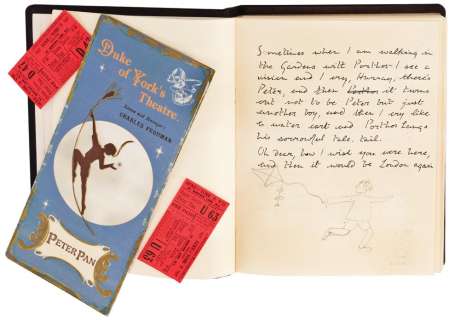 Duke
of York's
Theatre.
CHARLES FROHMAN
PETER PAN
U 63
Sometimes when I am walking in
the Gardens with Porthos I see a
vision and I cry, Hurray, there's
Peter, and then Porthos it turns
out not to be Peter but just
another boy, and then I cry like
a water cart and Porthos hangs
his sorrowful tale. tail.
Oh dear, how I wish you were here,
and then it would be London again